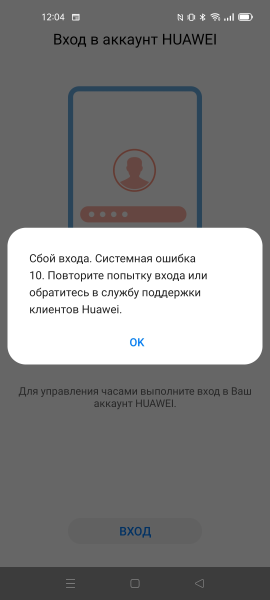 12:04
Вход в аккаунт HUAWEI
Сбой входа. Системная ошибка
10. Повторите попытку входа или
обратитесь в службу поддержки
клиентов Huawei.
OK
Для управления часами выполните вход в Ваш
аккаунт HUAWEI.
ВХОД